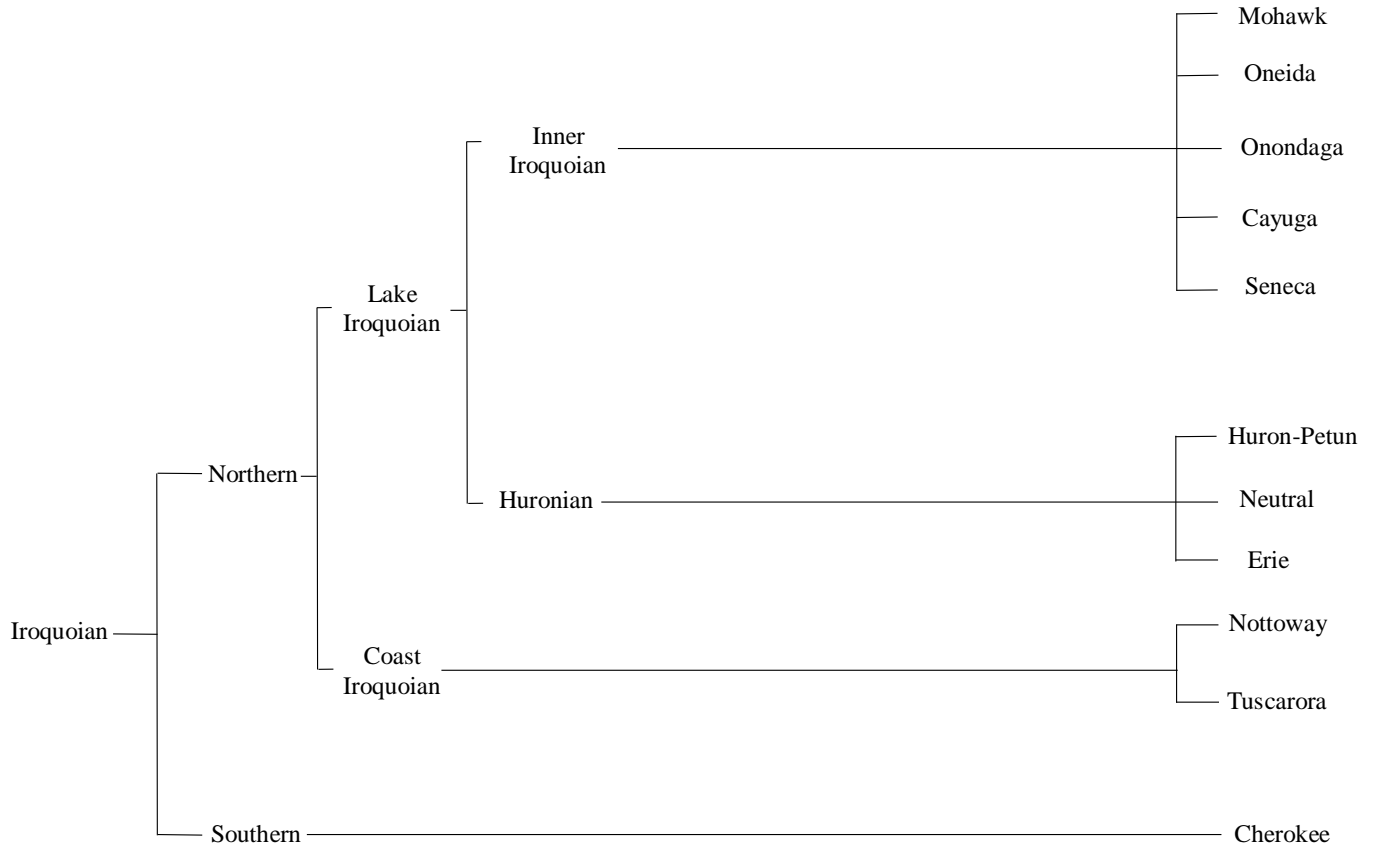 Mohawk
Oneida
Inner
Iroquoian
Onondaga
Cayuga
Seneca
Lake
Iroquoian
Huron-Petun
Northern
Huronian
Neutral
Erie
Iroquoian
Nottoway
Coast
Iroquoian
Tuscarora
Southern
Cherokee